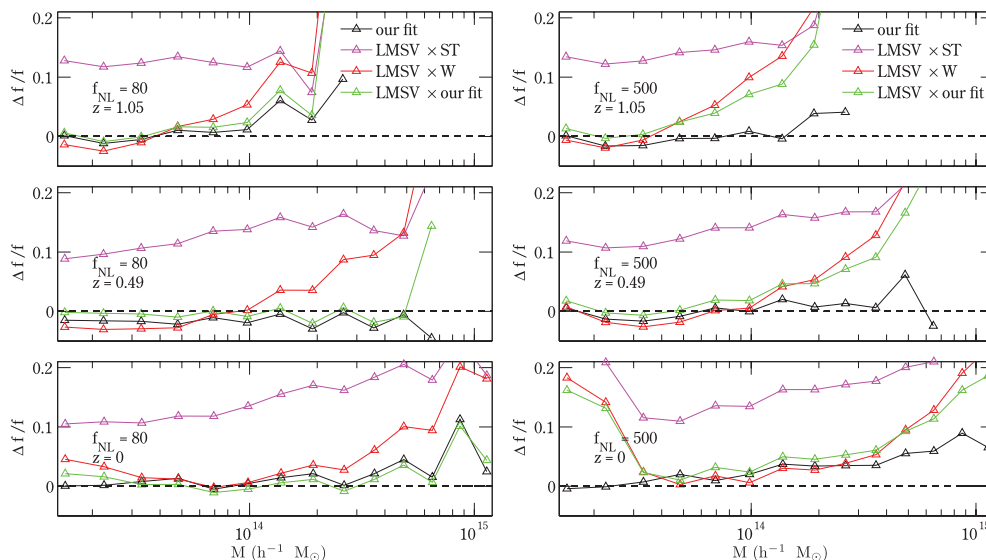 0.2
0.1
0
Δ f / f
f_NL = 80
z = 1.05
our fit
LMSV × ST
LMSV × W
LMSV × our fit
0.2
0.1
0
Δ f / f
f_NL = 500
z = 1.05
our fit
LMSV × ST
LMSV × W
LMSV × our fit
0.2
0.1
0
Δ f / f
f_NL = 80
z = 0.49
0.2
0.1
0
Δ f / f
f_NL = 500
z = 0.49
0.2
0.1
0
Δ f / f
f_NL = 80
z = 0
10^14
10^15
M (h^-1 M_⊙)
0.2
0.1
0
Δ f / f
f_NL = 500
z = 0
10^14
10^15
M (h^-1 M_⊙)